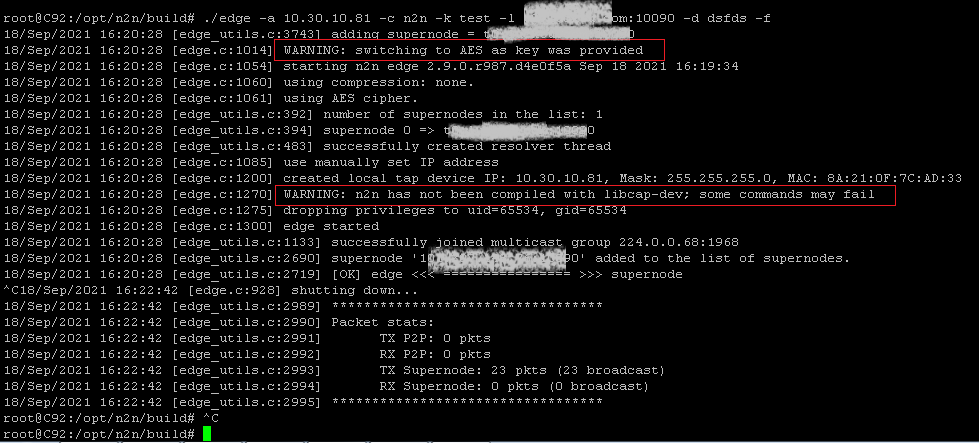 root@C92:/opt/n2n/build# ./edge -a 10.30.10.81 -c n2n -k test -l om:10090 -d dsfds -f
18/Sep/2021 16:20:28 [edge_utils.c:3743] adding supernode = t 0
18/Sep/2021 16:20:28 [edge.c:1014] WARNING: switching to AES as key was provided
18/Sep/2021 16:20:28 [edge.c:1054] starting n2n edge 2.9.0.r987.d4e0f5a Sep 18 2021 16:19:34
18/Sep/2021 16:20:28 [edge.c:1060] using compression: none.
18/Sep/2021 16:20:28 [edge.c:1061] using AES cipher.
18/Sep/2021 16:20:28 [edge_utils.c:392] number of supernodes in the list: 1
18/Sep/2021 16:20:28 [edge_utils.c:394] supernode 0 => t 0
18/Sep/2021 16:20:28 [edge_utils.c:483] successfully created resolver thread
18/Sep/2021 16:20:28 [edge.c:1085] use manually set IP address
18/Sep/2021 16:20:28 [edge.c:1200] created local tap device IP: 10.30.10.81, Mask: 255.255.255.0, MAC: 8A:21:0F:7C:AD:33
18/Sep/2021 16:20:28 [edge.c:1270] WARNING: n2n has not been compiled with libcap-dev; some commands may fail
18/Sep/2021 16:20:28 [edge.c:1275] dropping privileges to uid=65534, gid=65534
18/Sep/2021 16:20:28 [edge.c:1300] edge started
18/Sep/2021 16:20:28 [edge_utils.c:1133] successfully joined multicast group 224.0.0.68:1968
18/Sep/2021 16:20:28 [edge_utils.c:2690] supernode '1 90' added to the list of supernodes.
18/Sep/2021 16:20:28 [edge_utils.c:2719] [OK] edge <<< ================ >>> supernode
^C18/Sep/2021 16:22:42 [edge.c:928] shutting down...
18/Sep/2021 16:22:42 [edge_utils.c:2989] **********************************
18/Sep/2021 16:22:42 [edge_utils.c:2990] Packet stats:
18/Sep/2021 16:22:42 [edge_utils.c:2991] TX P2P: 0 pkts
18/Sep/2021 16:22:42 [edge_utils.c:2992] RX P2P: 0 pkts
18/Sep/2021 16:22:42 [edge_utils.c:2993] TX Supernode: 23 pkts (23 broadcast)
18/Sep/2021 16:22:42 [edge_utils.c:2994] RX Supernode: 0 pkts (0 broadcast)
18/Sep/2021 16:22:42 [edge_utils.c:2995] **********************************
root@C92:/opt/n2n/build# ^C
root@C92:/opt/n2n/build#